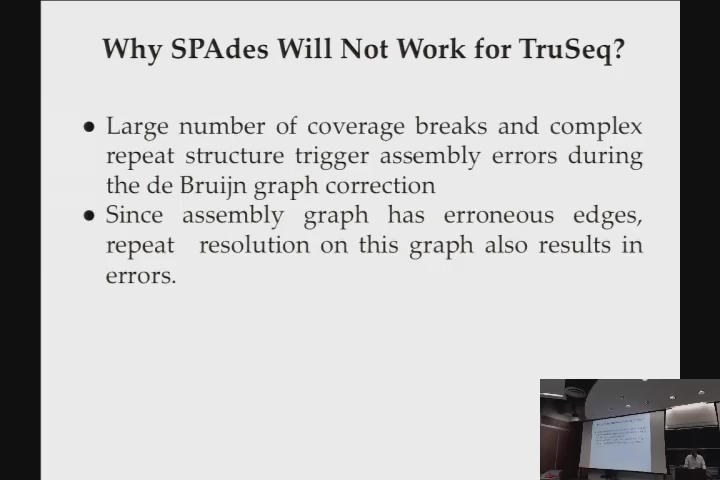 Why SPAdes Will Not Work for TruSeq?
● Large number of coverage breaks and complex
repeat structure trigger assembly errors during
the de Bruijn graph correction
● Since assembly graph has erroneous edges,
repeat resolution on this graph also results in
errors.